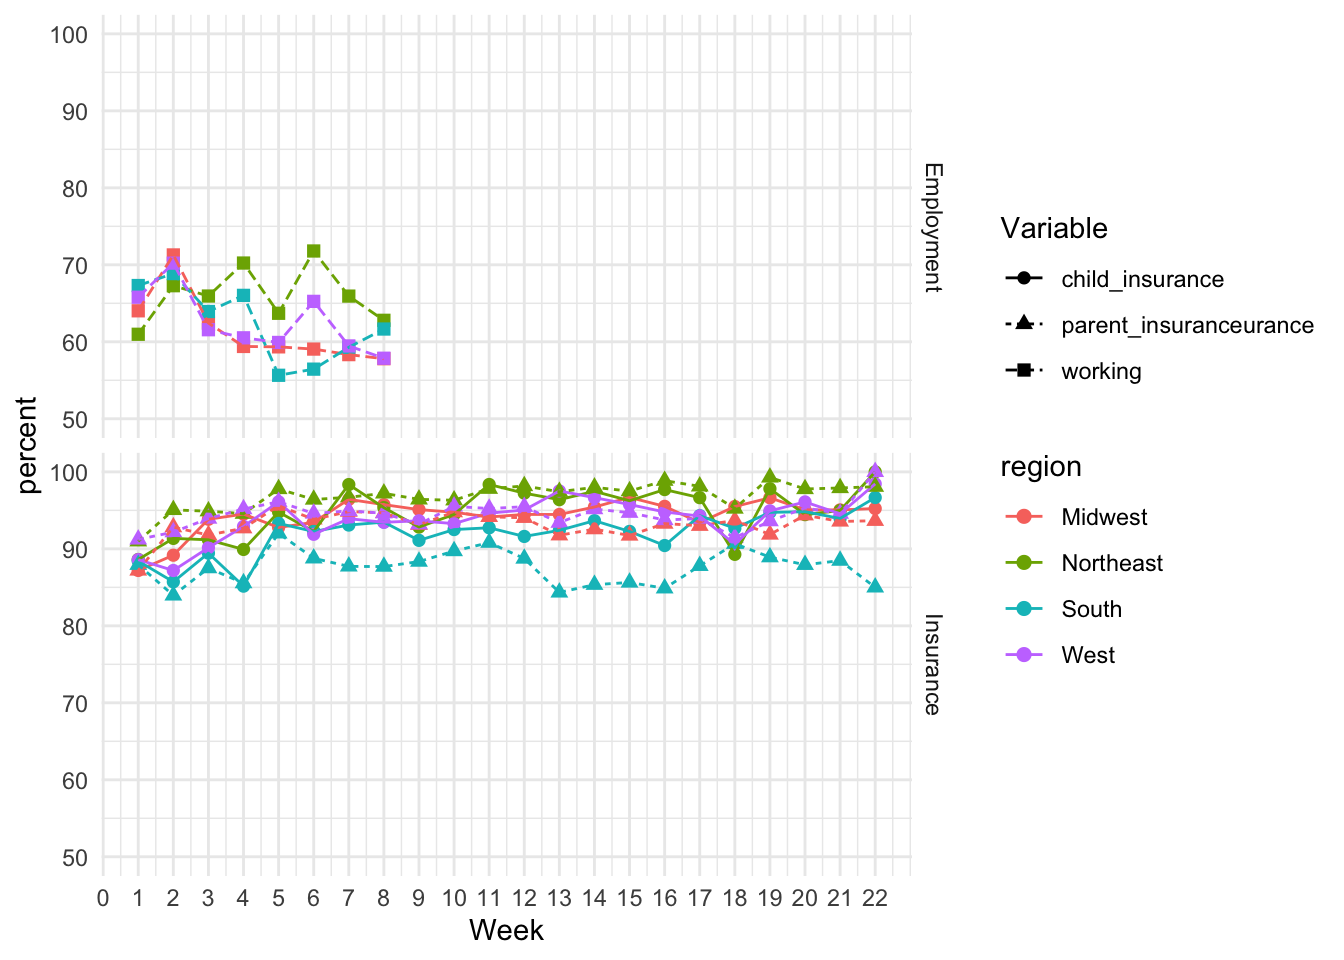 100
90
80
70
60
50
Employment
100
90
80
70
60
50
Insurance
0 1 2 3 4 5 6 7 8 9 10 11 12 13 14 15 16 17 18 19 20 21 22
Week
percent
Variable
child_insurance
parent_insuranceurance
working
region
Midwest
Northeast
South
West